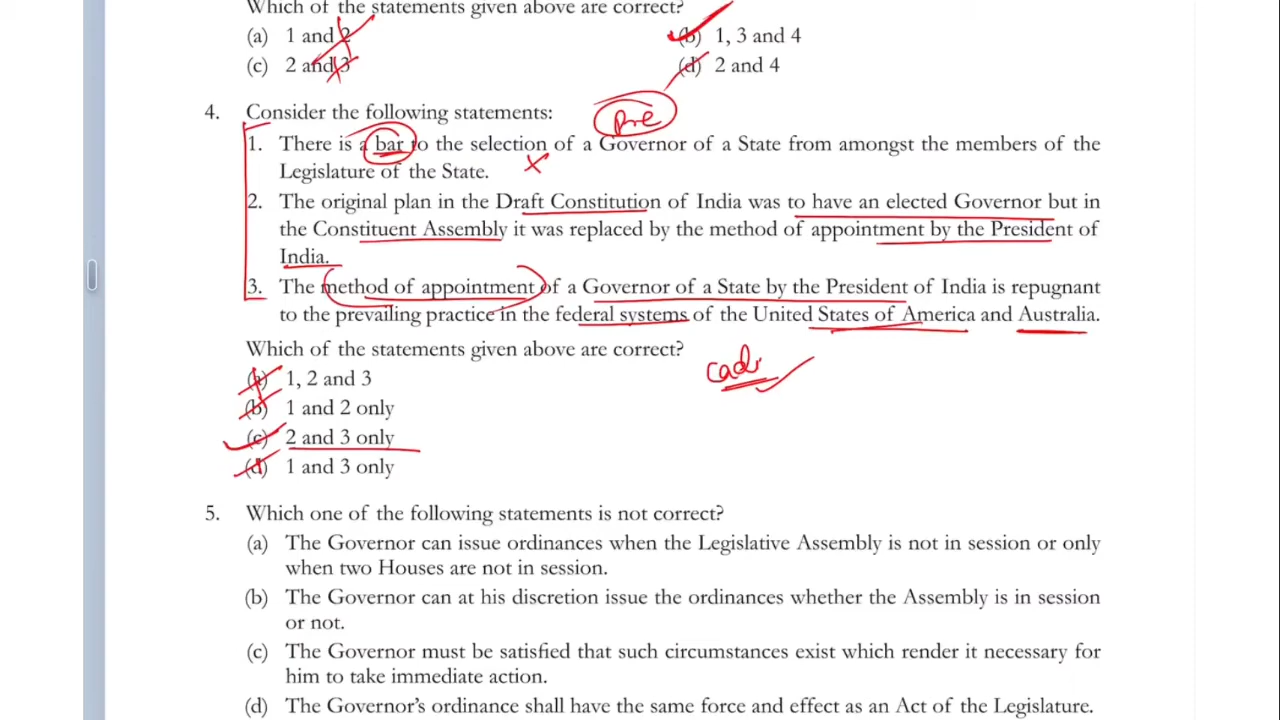 Which of the statements given above are correct?
(a) 1 and 2 (b) 1, 3 and 4
(c) 2 and 3 (d) 2 and 4
4. Consider the following statements: Pre
1. There is a bar to the selection of a Governor of a State from amongst the members of the
Legislature of the State.
2. The original plan in the Draft Constitution of India was to have an elected Governor but in
the Constituent Assembly it was replaced by the method of appointment by the President of
India.
3. The method of appointment of a Governor of a State by the President of India is repugnant
to the prevailing practice in the federal systems of the United States of America and Australia.
Which of the statements given above are correct?
(a) 1, 2 and 3
(b) 1 and 2 only
(c) 2 and 3 only
(d) 1 and 3 only
5. Which one of the following statements is not correct?
(a) The Governor can issue ordinances when the Legislative Assembly is not in session or only
when two Houses are not in session.
(b) The Governor can at his discretion issue the ordinances whether the Assembly is in session
or not.
(c) The Governor must be satisfied that such circumstances exist which render it necessary for
him to take immediate action.
(d) The Governor's ordinance shall have the same force and effect as an Act of the Legislature.